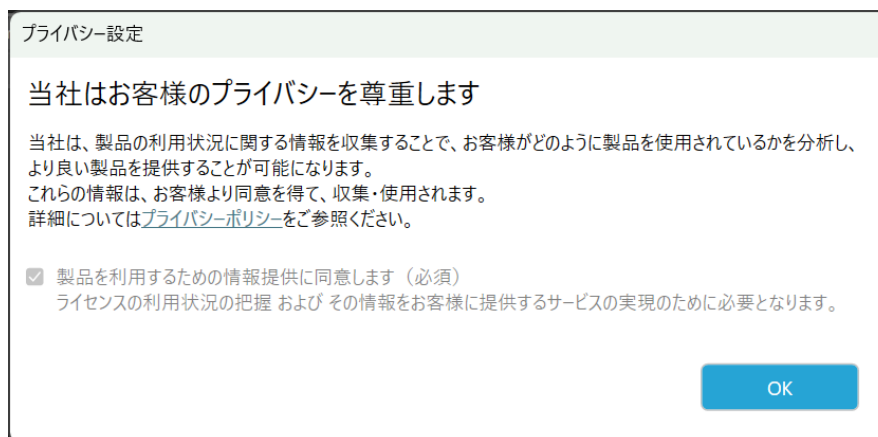 プライバシー設定
当社はお客様のプライバシーを尊重します
当社は、製品の利用状況に関する情報を収集することで、お客様がどのように製品を使用されているかを分析し、
より良い製品を提供することが可能になります。
これらの情報は、お客様より同意を得て、収集・使用されます。
詳細についてはプライバシーポリシーをご参照ください。
製品を利用するための情報提供に同意します（必須）
ライセンスの利用状況の把握 および その情報をお客様に提供するサービスの実現のために必要となります。
OK